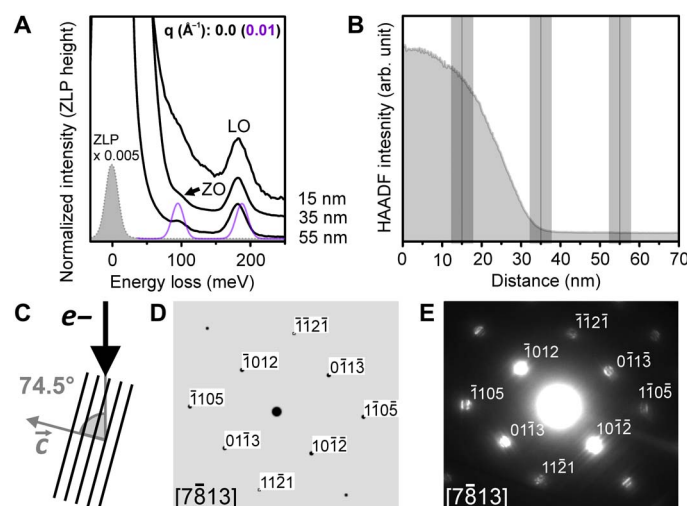 A
q (Å⁻¹): 0.0 (0.01)
Normalized intensity (ZLP height)
ZLP
x 0.005
LO
ZO
15 nm
35 nm
55 nm
0 100 200
Energy loss (meV)
B
HAADF intesnity (arb. unit)
0 10 20 30 40 50 60 70
Distance (nm)
C
e–
74.5°
c⃗
D
1̄1̄21̄
1̄012
01̄13̄
1̄105
11̄05̄
011̄3
101̄2̄
112̄1
[78̄13]
E
1̄1̄21̄
1̄012
01̄13̄
1̄105
11̄05̄
011̄3
101̄2̄
112̄1
[78̄13]